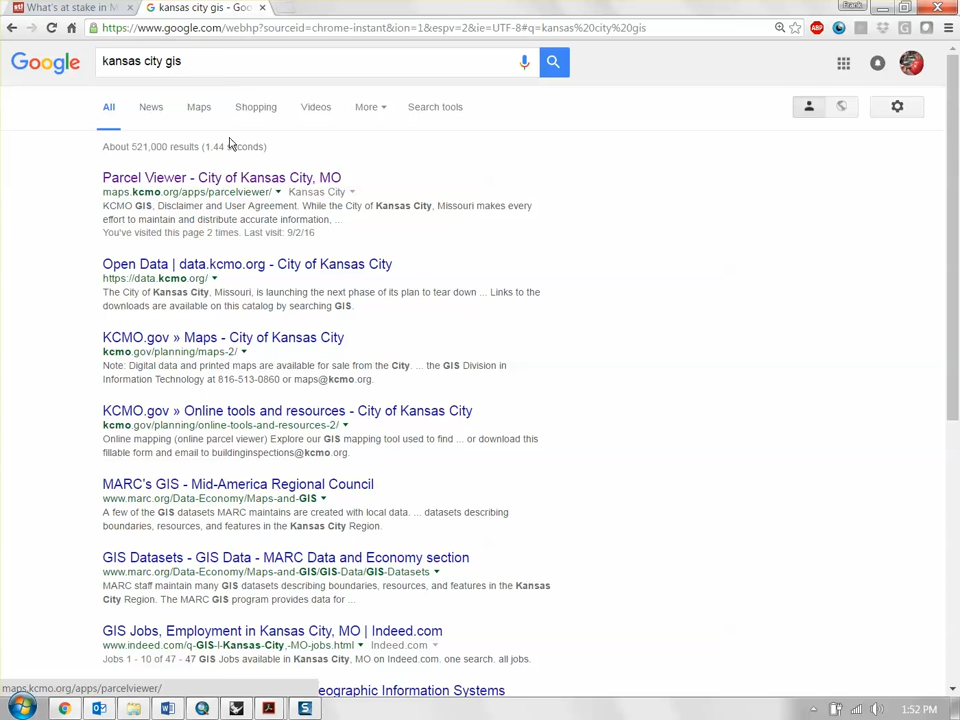 What's at stake in M
kansas city gis - Goo
Frank
https://www.google.com/webhp?sourceid=chrome-instant&ion=1&espv=2&ie=UTF-8#q=kansas%20city%20gis
ABP
Google
kansas city gis
All News Maps Shopping Videos More Search tools
About 521,000 results (1.44 seconds)
Parcel Viewer - City of Kansas City, MO
maps.kcmo.org/apps/parcelviewer/ Kansas City
KCMO GIS, Disclaimer and User Agreement. While the City of Kansas City, Missouri makes every
effort to maintain and distribute accurate information, ...
You've visited this page 2 times. Last visit: 9/2/16
Open Data | data.kcmo.org - City of Kansas City
https://data.kcmo.org/
The City of Kansas City, Missouri, is launching the next phase of its plan to tear down ... Links to the
downloads are available on this catalog by searching GIS.
KCMO.gov » Maps - City of Kansas City
kcmo.gov/planning/maps-2/
Note: Digital data and printed maps are available for sale from the City. ... the GIS Division in
Information Technology at 816-513-0860 or maps@kcmo.org.
KCMO.gov » Online tools and resources - City of Kansas City
kcmo.gov/planning/online-tools-and-resources-2/
Online mapping (online parcel viewer) Explore our GIS mapping tool used to find ... or download this
fillable form and email to buildinginspections@kcmo.org.
MARC's GIS - Mid-America Regional Council
www.marc.org/Data-Economy/Maps-and-GIS
A few of the GIS datasets MARC maintains are created with local data. ... datasets describing
boundaries, resources, and features in the Kansas City Region.
GIS Datasets - GIS Data - MARC Data and Economy section
www.marc.org/Data-Economy/Maps-and-GIS/GIS-Data/GIS-Datasets
MARC staff maintain many GIS datasets describing boundaries, resources, and features in the Kansas
City Region. The MARC GIS program provides data for ...
GIS Jobs, Employment in Kansas City, MO | Indeed.com
www.indeed.com/q-GIS-l-Kansas-City,-MO-jobs.html Indeed.com
Jobs 1 - 10 of 47 - 47 GIS Jobs available in Kansas City, MO on Indeed.com. one search. all jobs.
maps.kcmo.org/apps/parcelviewer/
eographic Information Systems
1:52 PM